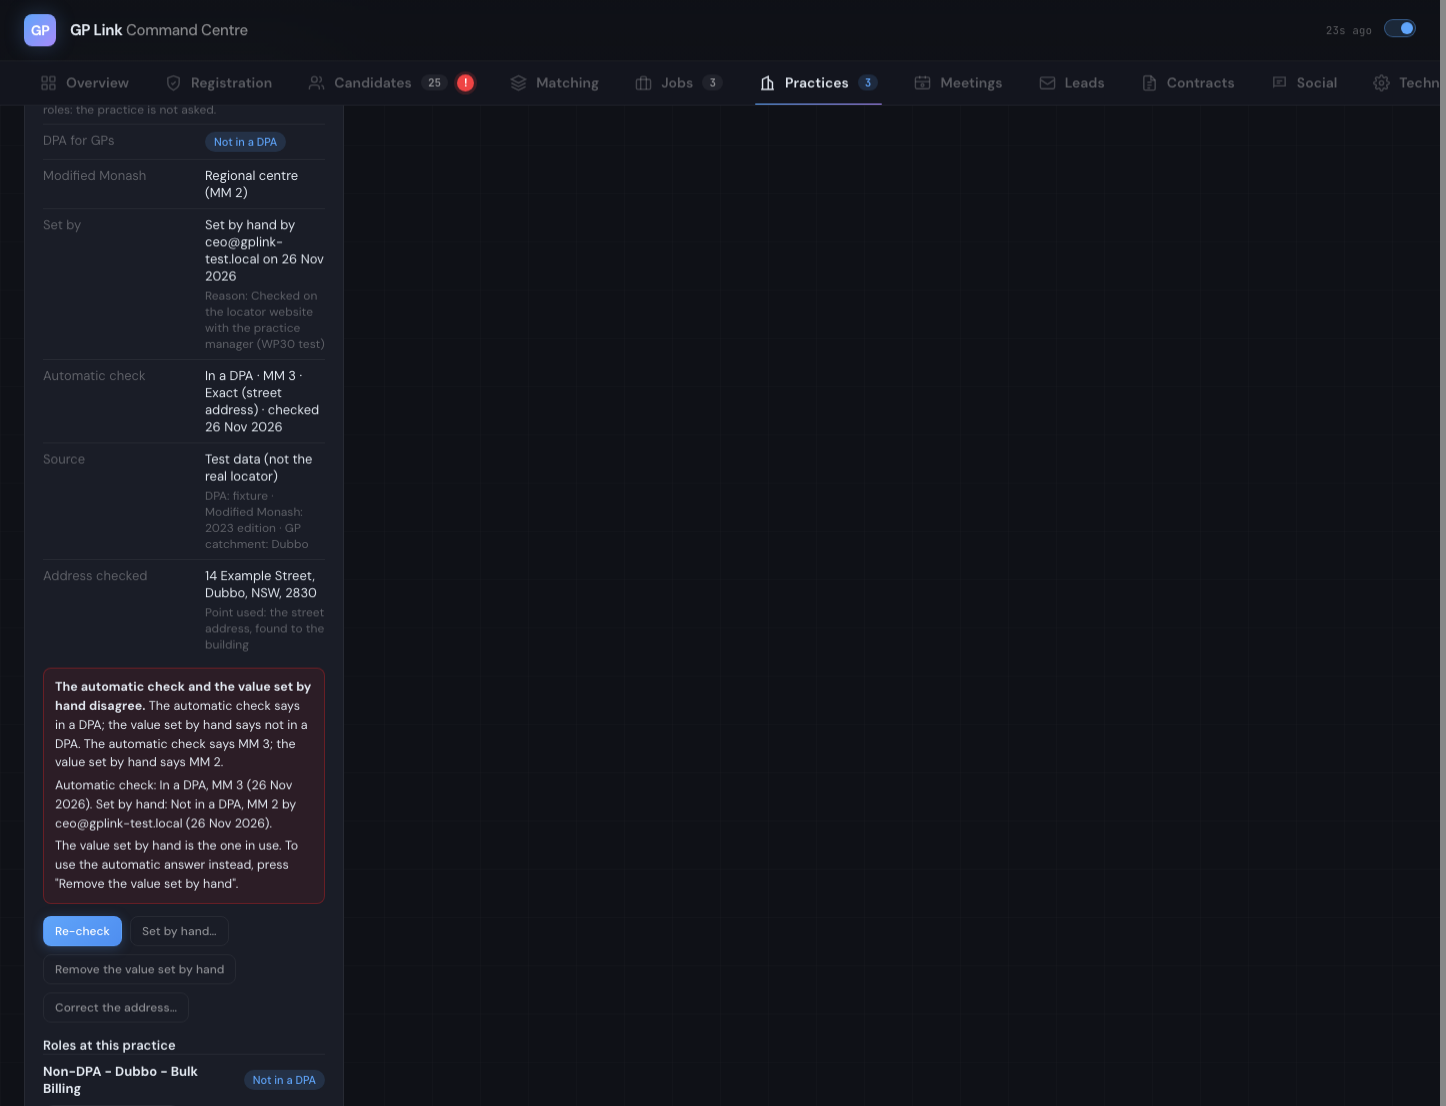 GP
GP Link Command Centre
23s ago
Overview
Registration
Candidates 25 !
Matching
Jobs 3
Practices 3
Meetings
Leads
Contracts
Social
Techn
roles: the practice is not asked.
DPA for GPs
Not in a DPA
Modified Monash
Regional centre
(MM 2)
Set by
Set by hand by
ceo@gplink-
test.local on 26 Nov
2026
Reason: Checked on
the locator website
with the practice
manager (WP30 test)
Automatic check
In a DPA · MM 3 ·
Exact (street
address) · checked
26 Nov 2026
Source
Test data (not the
real locator)
DPA: fixture ·
Modified Monash:
2023 edition · GP
catchment: Dubbo
Address checked
14 Example Street,
Dubbo, NSW, 2830
Point used: the street
address, found to the
building
The automatic check and the value set by
hand disagree. The automatic check says
in a DPA; the value set by hand says not in a
DPA. The automatic check says MM 3; the
value set by hand says MM 2.
Automatic check: In a DPA, MM 3 (26 Nov
2026). Set by hand: Not in a DPA, MM 2 by
ceo@gplink-test.local (26 Nov 2026).
The value set by hand is the one in use. To
use the automatic answer instead, press
"Remove the value set by hand".
Re-check
Set by hand…
Remove the value set by hand
Correct the address…
Roles at this practice
Non-DPA - Dubbo - Bulk
Billing
Not in a DPA